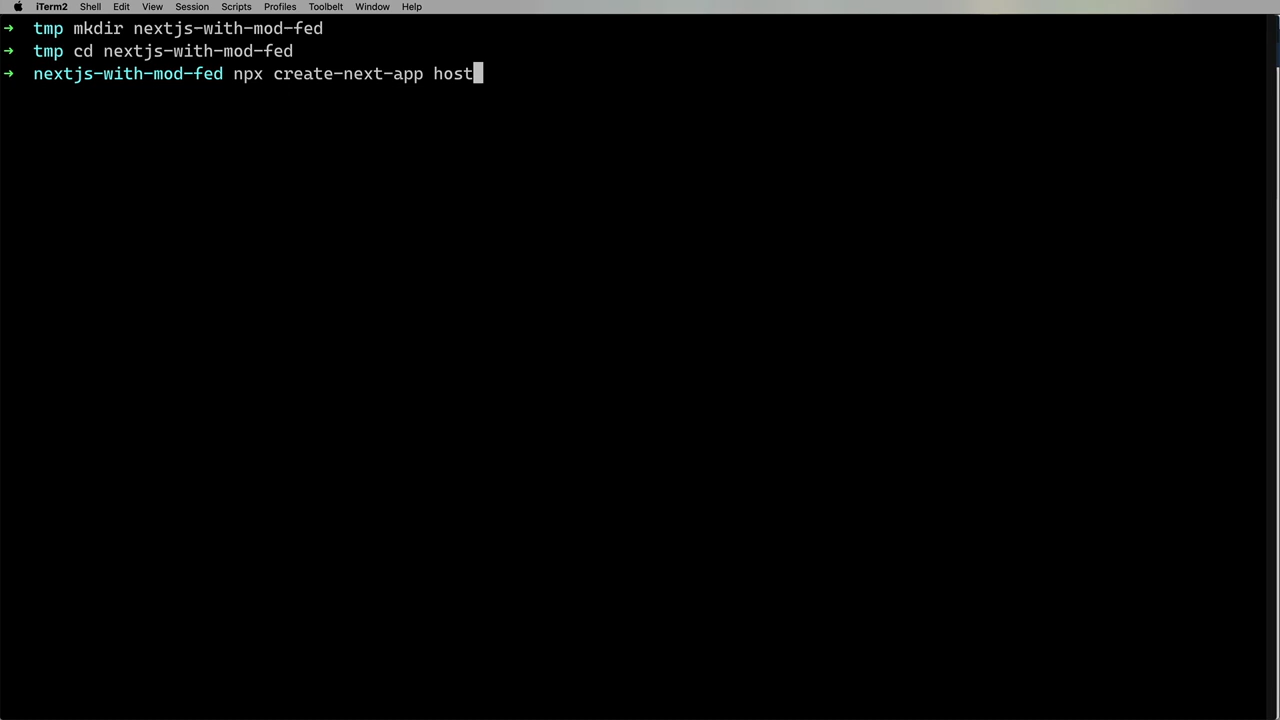 iTerm2 Shell Edit View Session Scripts Profiles Toolbelt Window Help
➜ tmp mkdir nextjs-with-mod-fed
➜ tmp cd nextjs-with-mod-fed
➜ nextjs-with-mod-fed npx create-next-app host